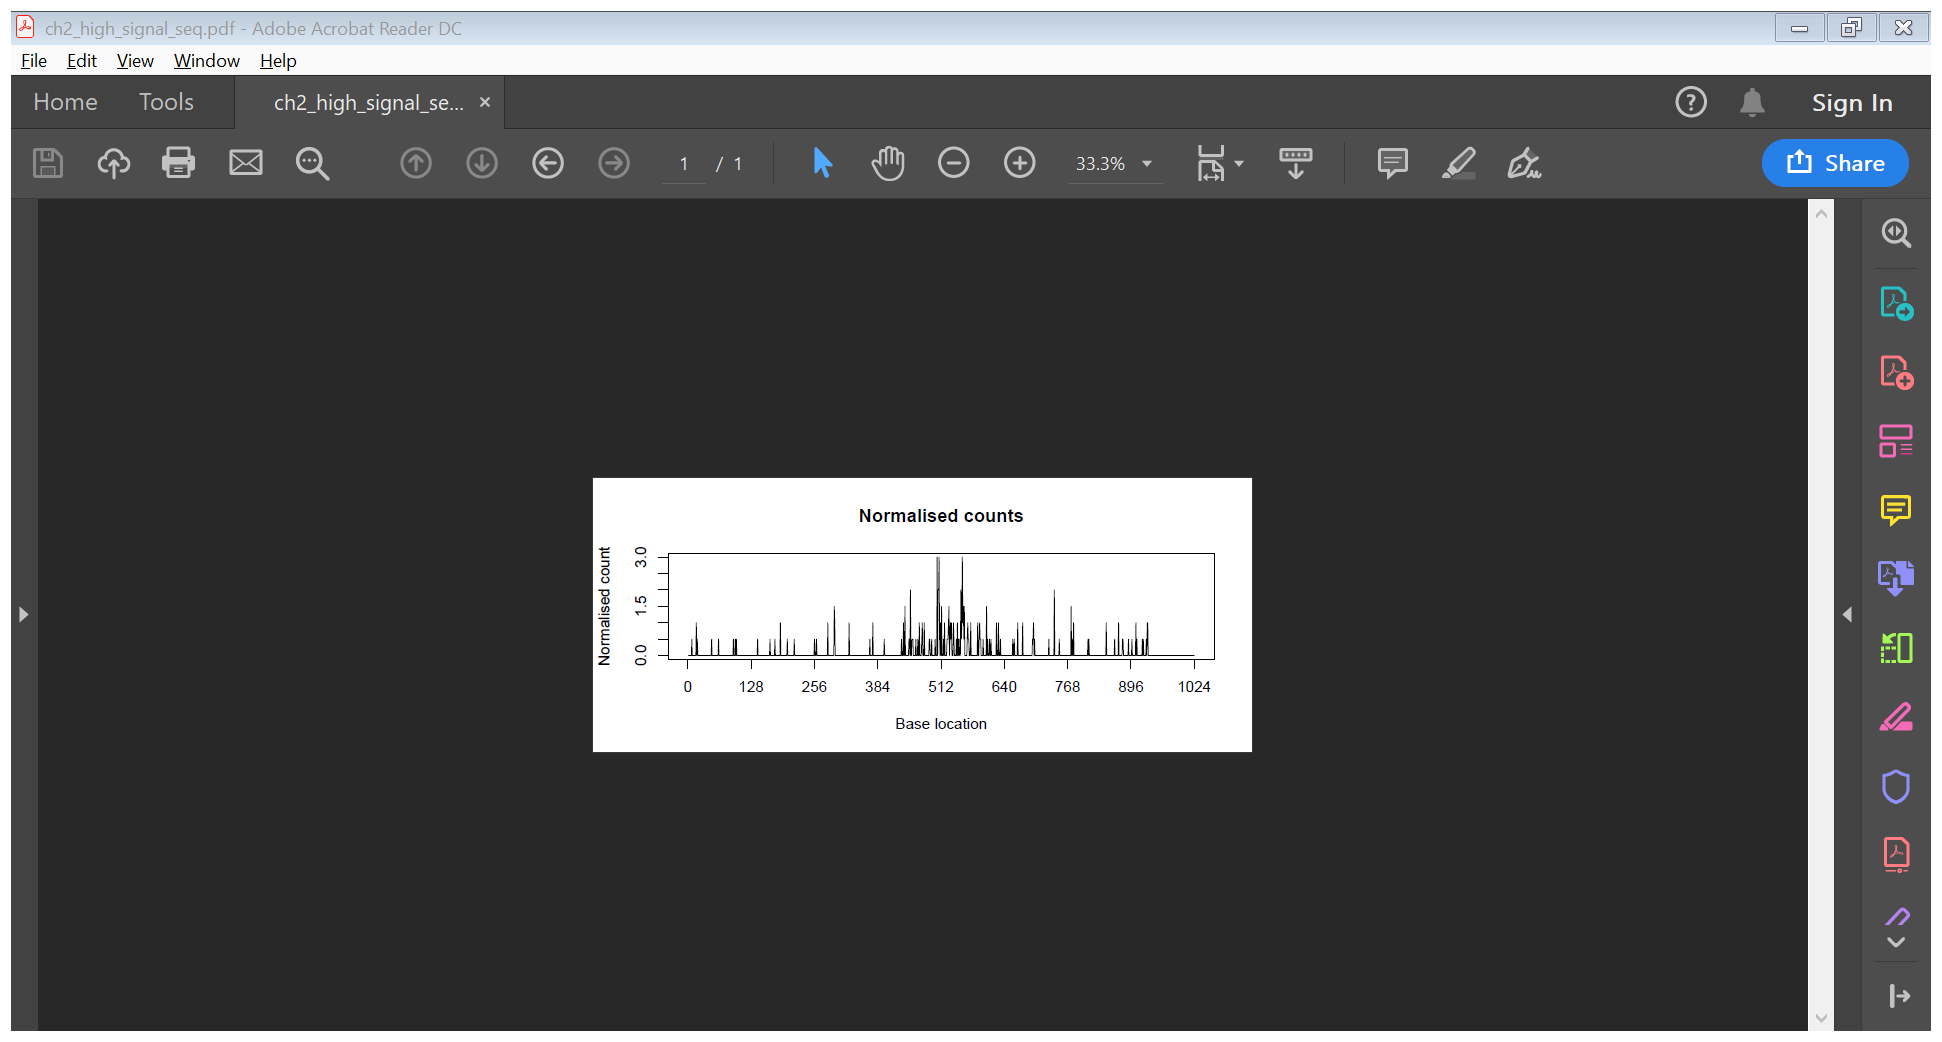 ch2_high_signal_seq.pdf - Adobe Acrobat Reader DC
File Edit View Window Help
Home Tools ch2_high_signal_se... × ? Sign In
1 / 1 33.3% Share
Normalised counts
Normalised count
3.0
1.5
0.0
0 128 256 384 512 640 768 896 1024
Base location